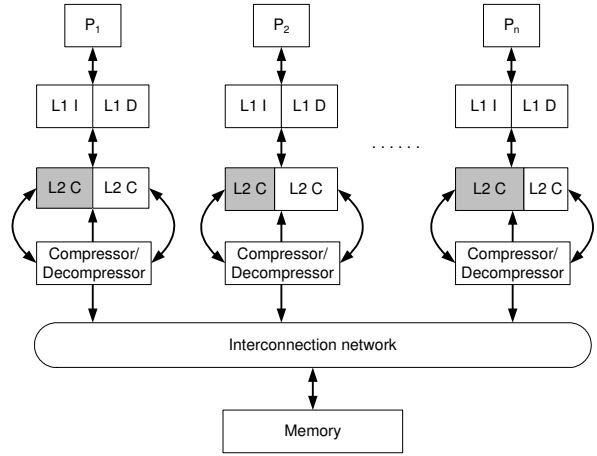 P1 P2 Pn
L1 I L1 D L1 I L1 D L1 I L1 D
. . . . . .
L2 C L2 C L2 C L2 C L2 C L2 C
Compressor/ Compressor/ Compressor/
Decompressor Decompressor Decompressor
Interconnection network
Memory